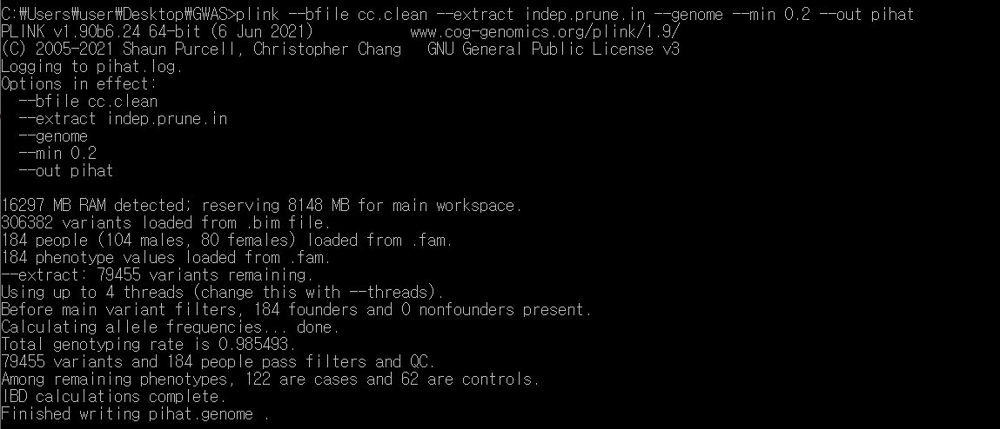 C:₩Users₩user₩Desktop₩GWAS>plink --bfile cc.clean --extract indep.prune.in --genome --min 0.2 --out pihat
PLINK v1.90b6.24 64-bit (6 Jun 2021)           www.cog-genomics.org/plink/1.9/
(C) 2005-2021 Shaun Purcell, Christopher Chang   GNU General Public License v3
Logging to pihat.log.
Options in effect:
  --bfile cc.clean
  --extract indep.prune.in
  --genome
  --min 0.2
  --out pihat

16297 MB RAM detected; reserving 8148 MB for main workspace.
306382 variants loaded from .bim file.
184 people (104 males, 80 females) loaded from .fam.
184 phenotype values loaded from .fam.
--extract: 79455 variants remaining.
Using up to 4 threads (change this with --threads).
Before main variant filters, 184 founders and 0 nonfounders present.
Calculating allele frequencies... done.
Total genotyping rate is 0.985493.
79455 variants and 184 people pass filters and QC.
Among remaining phenotypes, 122 are cases and 62 are controls.
IBD calculations complete.
Finished writing pihat.genome .